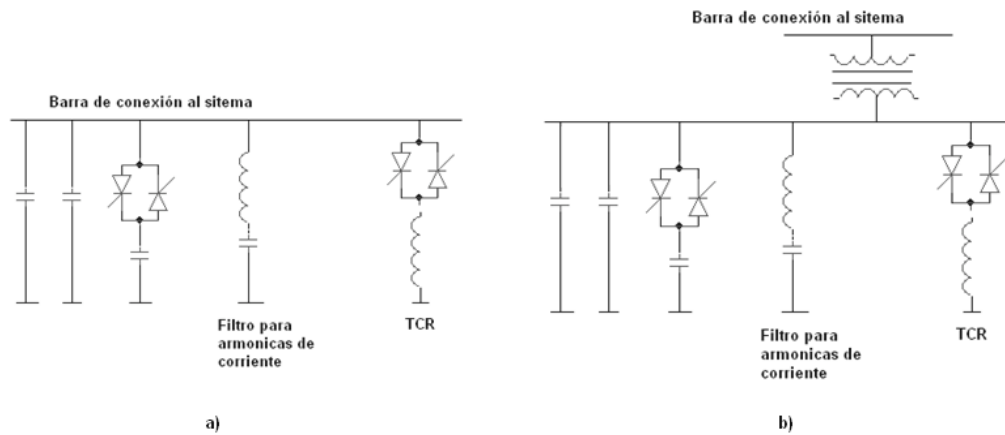 Barra de conexión al sitema
Filtro para
armonicas de
corriente
TCR
a)
Barra de conexión al sitema
Filtro para
armonicas de
corriente
TCR
b)